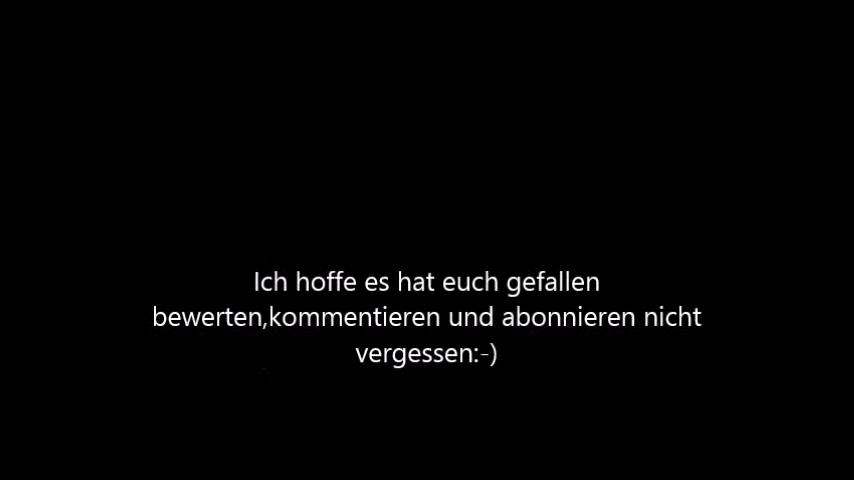 Ich hoffe es hat euch gefallen
bewerten,kommentieren und abonnieren nicht
vergessen:-)